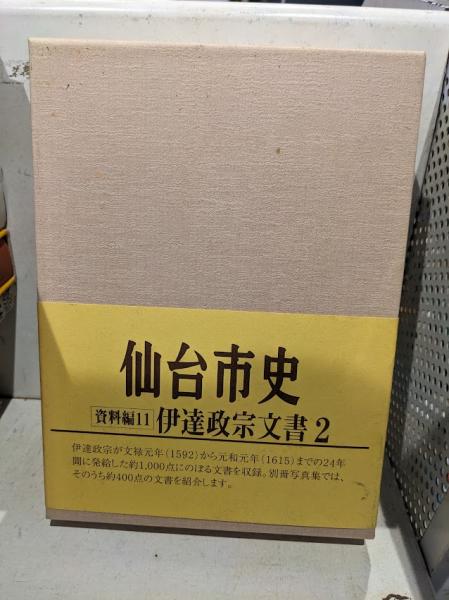 仙台市史
資料編11 伊達政宗文書2
伊達政宗が文禄元年(1592)から元和元年(1615)までの24年
間に発給した約1,000点にのぼる文書を収録。別冊写真集では、
そのうち約400点の文書を紹介します。